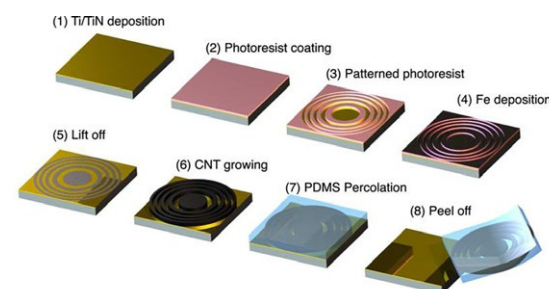 (1) Ti/TiN deposition
(2) Photoresist coating
(3) Patterned photoresist
(4) Fe deposition
(5) Lift off
(6) CNT growing
(7) PDMS Percolation
(8) Peel off